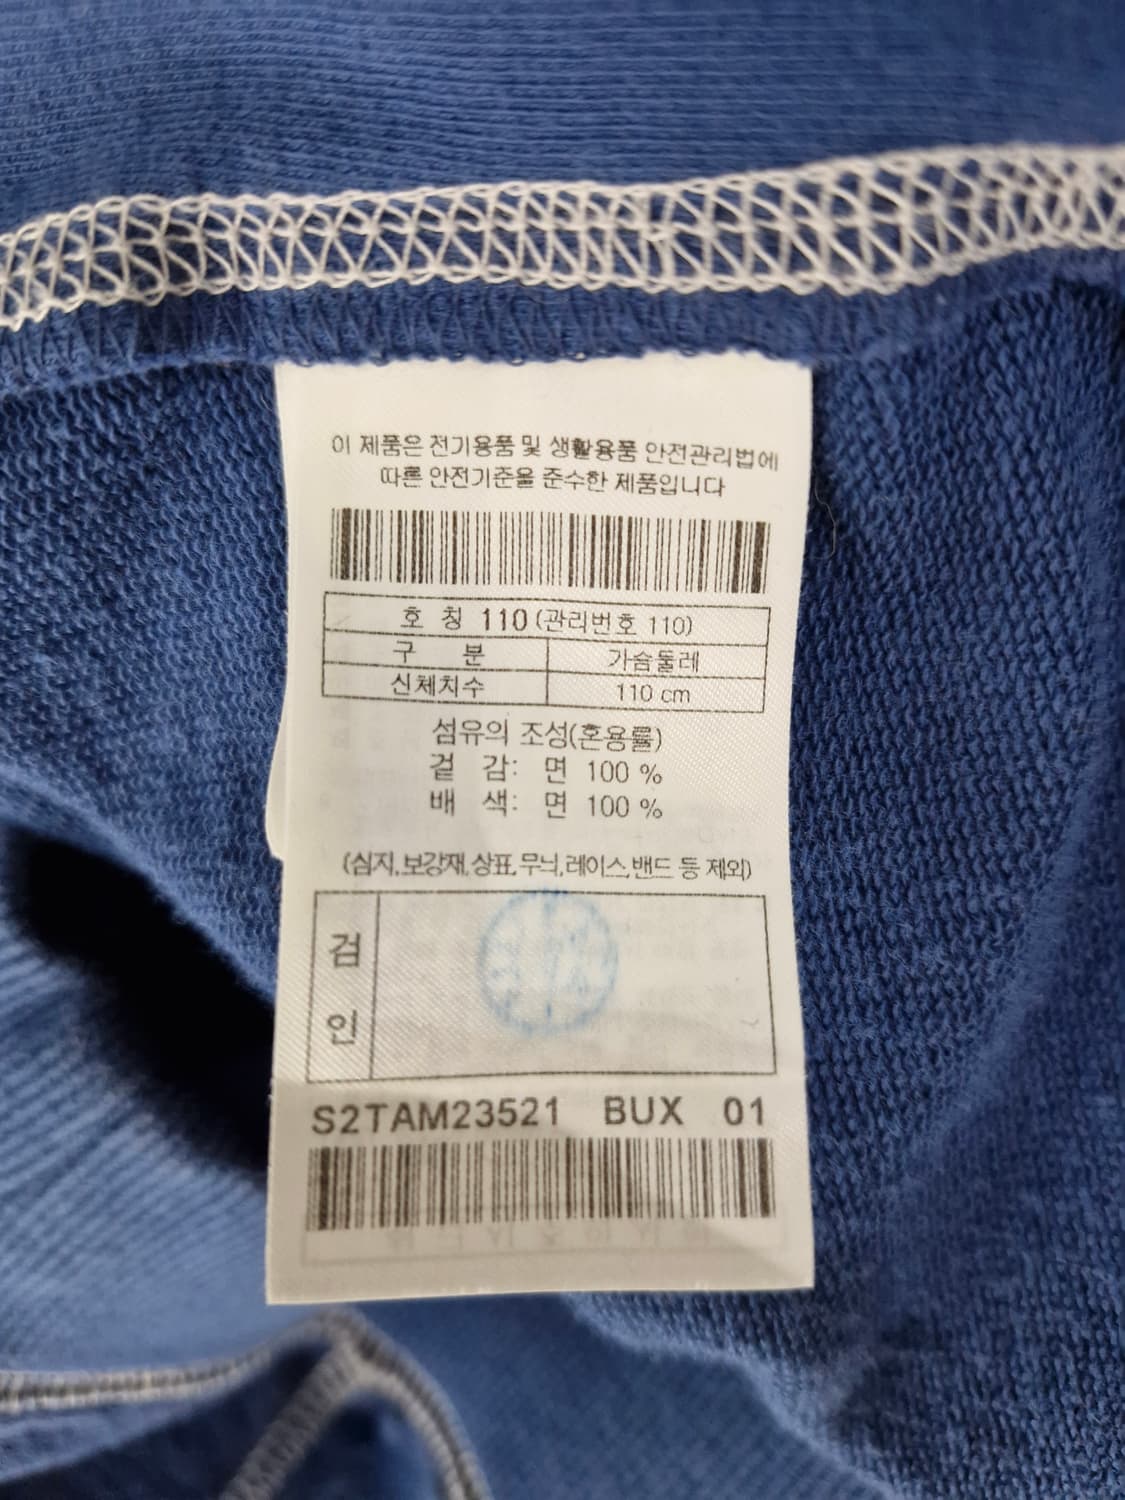 이 제품은 전기용품 및 생활용품 안전관리법에
따른 안전기준을 준수한 제품입니다
호 칭 110 (관리번호 110)
구 분 가슴둘레
신체치수 110 cm
섬유의 조성(혼용률)
겉 감: 면 100 %
배 색: 면 100 %
(심지,보강재,상표,무늬,레이스,밴드 등 제외)
검
인
S2TAM23521 BUX 01